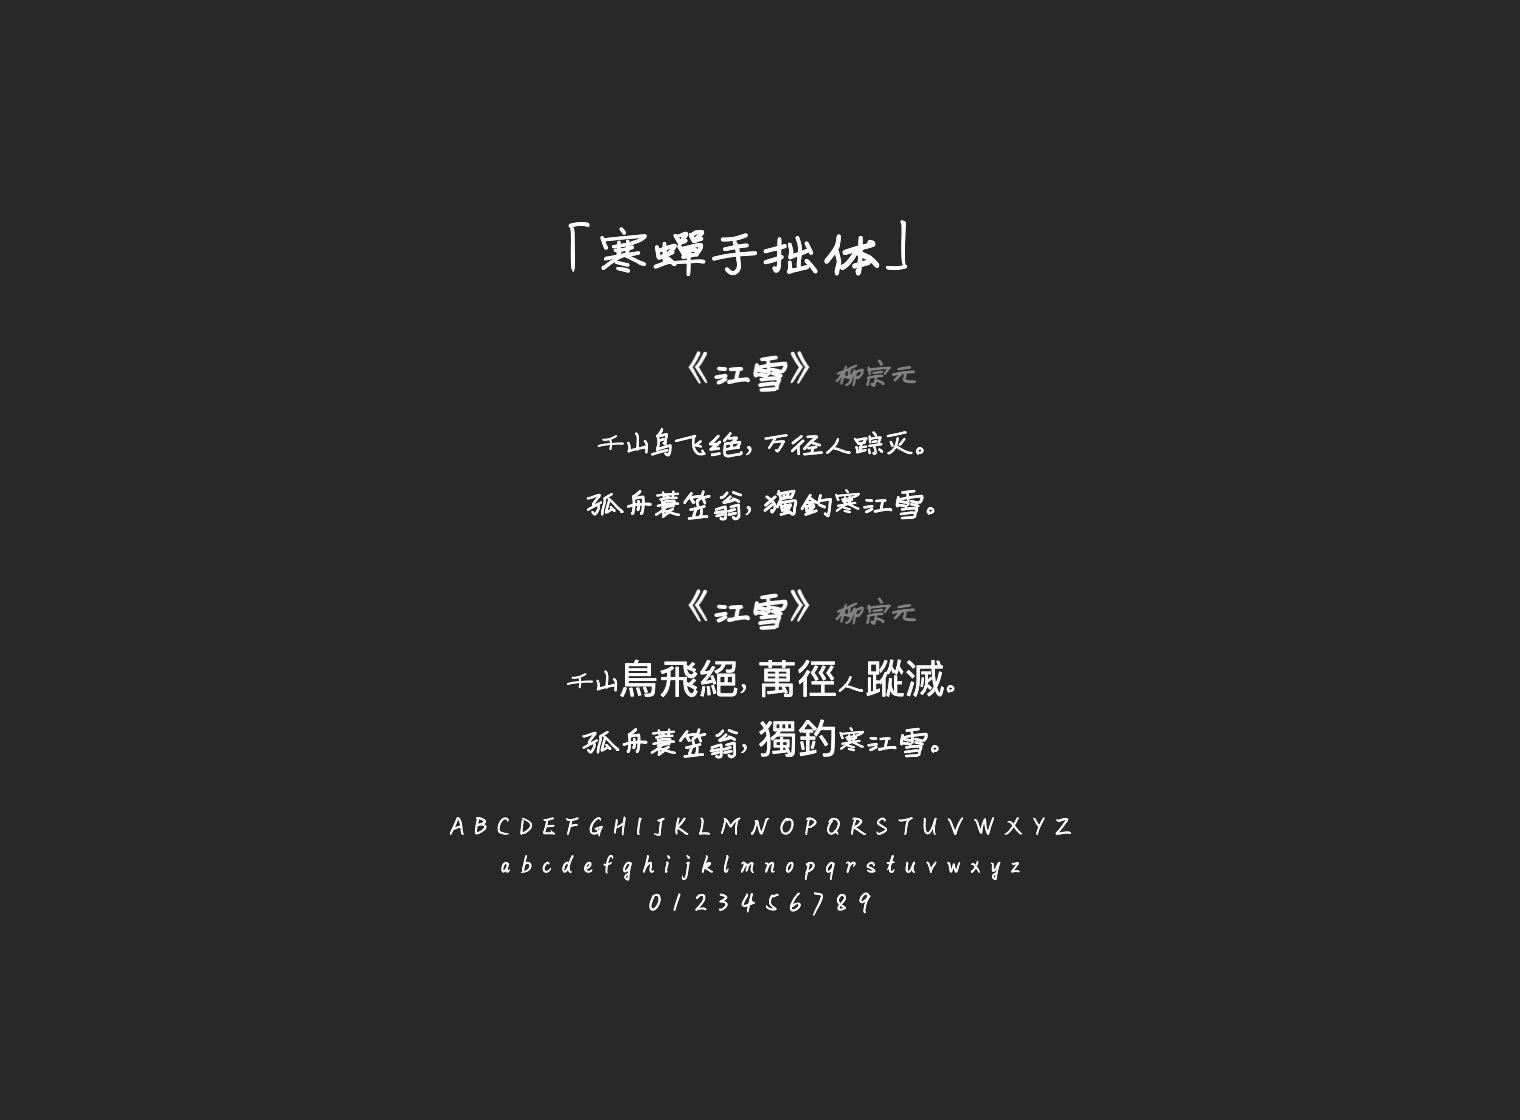 「寒蟬手拙体」
《江雪》 柳宗元
千山鸟飞绝，万径人踪灭。
孤舟蓑笠翁，獨釣寒江雪。
《江雪》 柳宗元
千山鳥飛絕，萬徑人蹤滅。
孤舟蓑笠翁，獨釣寒江雪。
A B C D E F G H I J K L M N O P Q R S T U V W X Y Z
a b c d e f g h i j k l m n o p q r s t u v w x y z
0 1 2 3 4 5 6 7 8 9